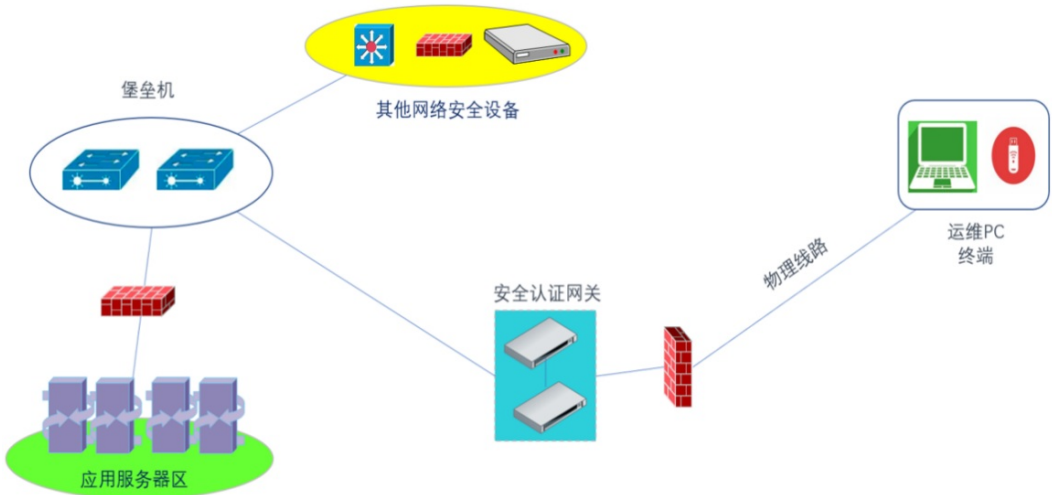 堡垒机
其他网络安全设备
运维PC
终端
物理线路
安全认证网关
应用服务器区